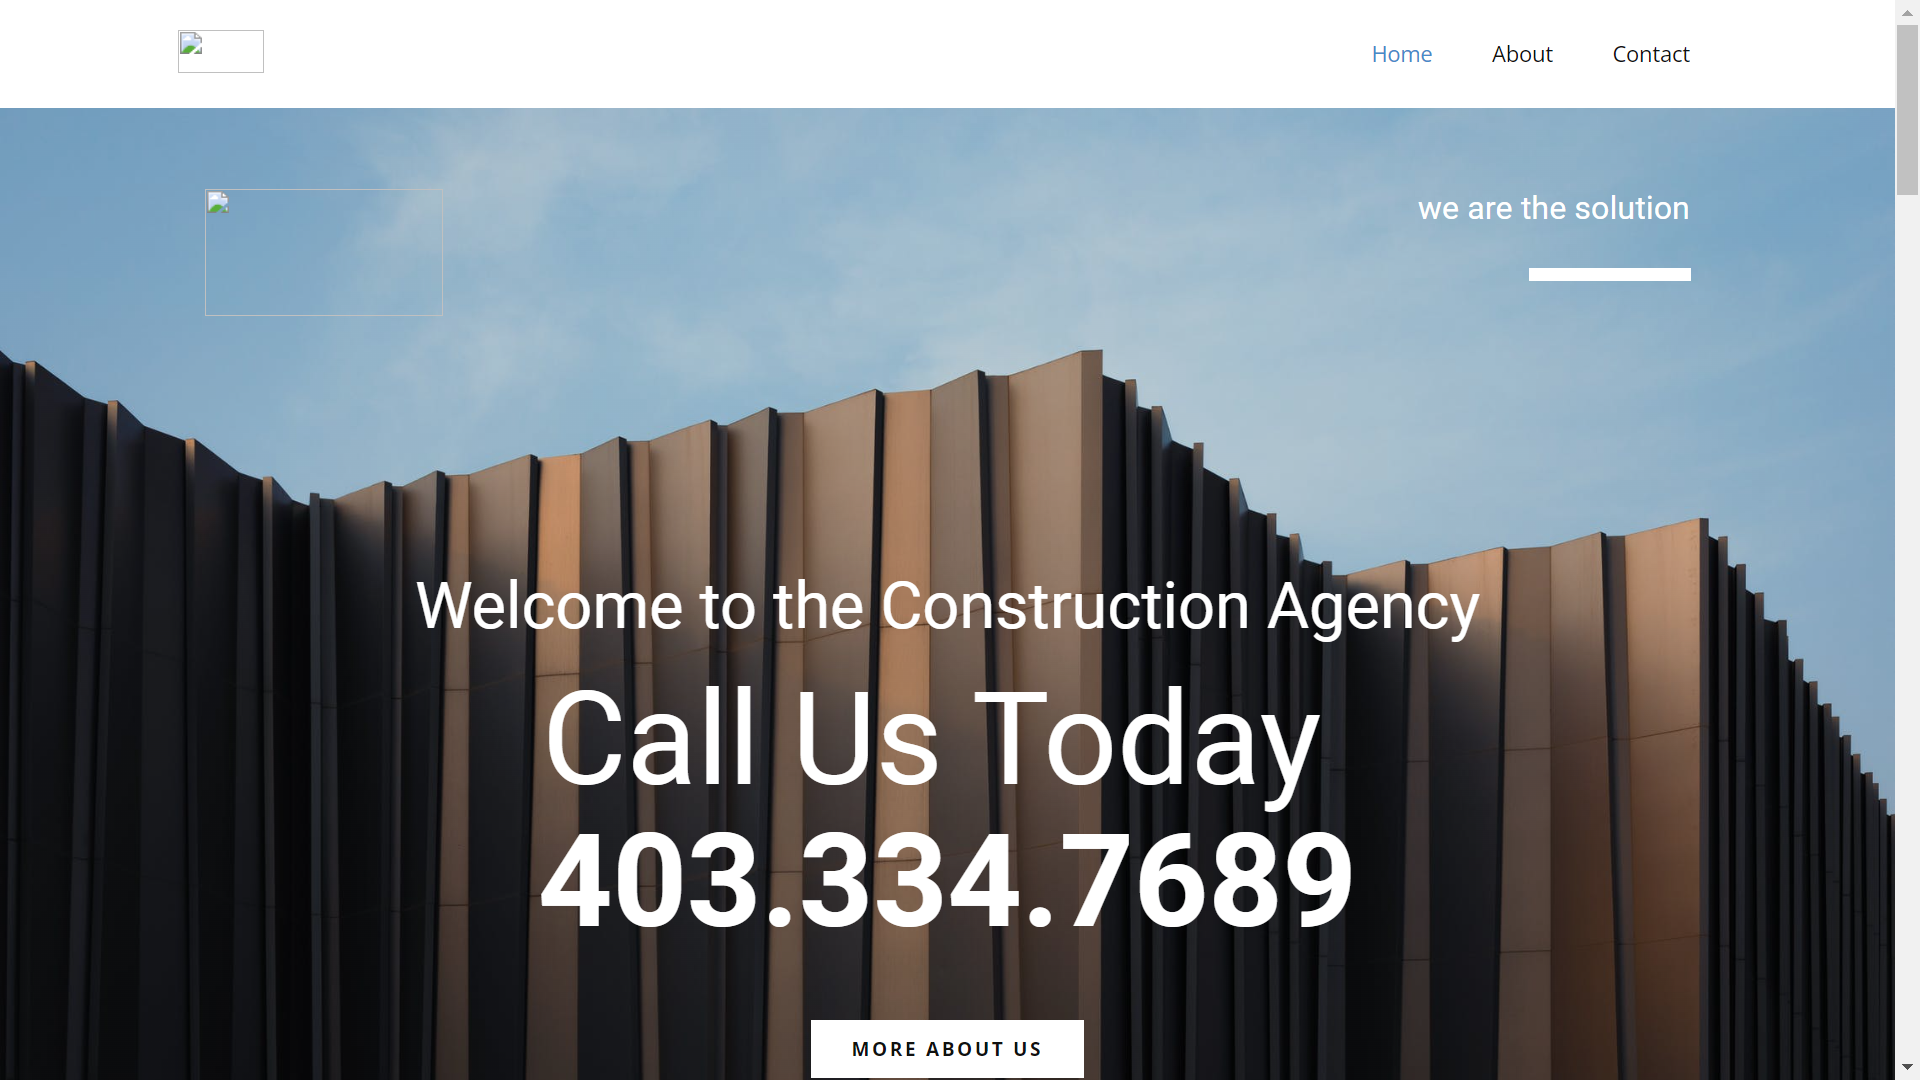 Home About Contact
we are the solution
Welcome to the Construction Agency
Call Us Today
403.334.7689
MORE ABOUT US